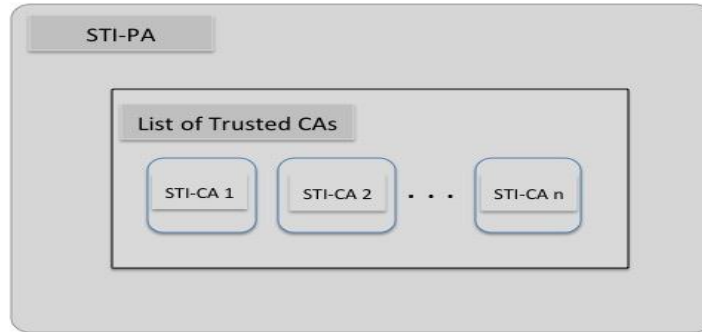 STI-PA
List of Trusted CAs
STI-CA 1 STI-CA 2 . . . STI-CA n